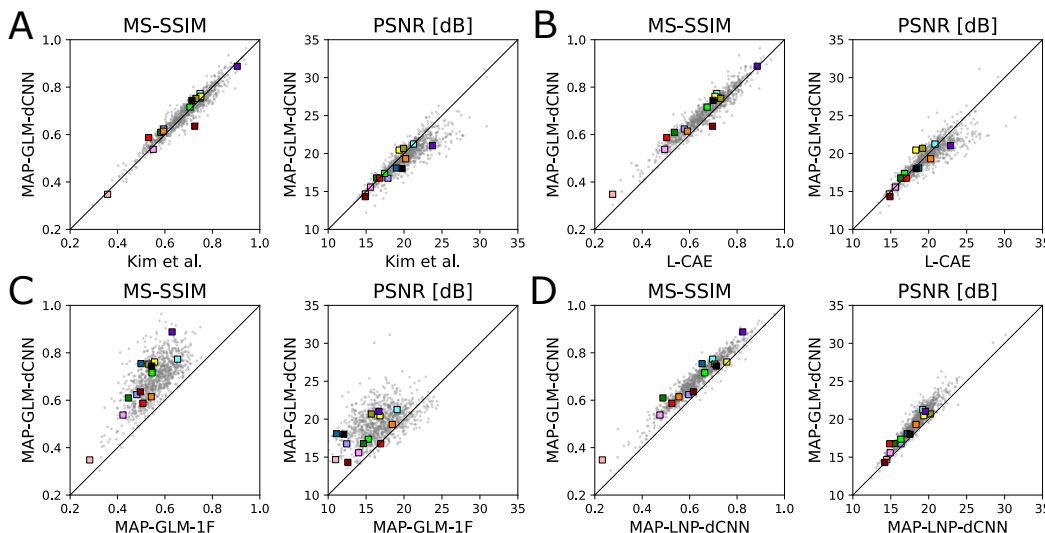 A
MS-SSIM
PSNR [dB]
MAP-GLM-dCNN
1.0
0.8
0.6
0.4
0.2
0.2 0.4 0.6 0.8 1.0
Kim et al.
MAP-GLM-dCNN
35
30
25
20
15
10
10 15 20 25 30 35
Kim et al.
B
MS-SSIM
PSNR [dB]
MAP-GLM-dCNN
1.0
0.8
0.6
0.4
0.2
0.2 0.4 0.6 0.8 1.0
L-CAE
MAP-GLM-dCNN
35
30
25
20
15
10
10 15 20 25 30 35
L-CAE
C
MS-SSIM
PSNR [dB]
MAP-GLM-dCNN
1.0
0.8
0.6
0.4
0.2
0.2 0.4 0.6 0.8 1.0
MAP-GLM-1F
MAP-GLM-dCNN
35
30
25
20
15
10
10 15 20 25 30 35
MAP-GLM-1F
D
MS-SSIM
PSNR [dB]
MAP-GLM-dCNN
1.0
0.8
0.6
0.4
0.2
0.2 0.4 0.6 0.8 1.0
MAP-LNP-dCNN
MAP-GLM-dCNN
35
30
25
20
15
10
10 15 20 25 30 35
MAP-LNP-dCNN